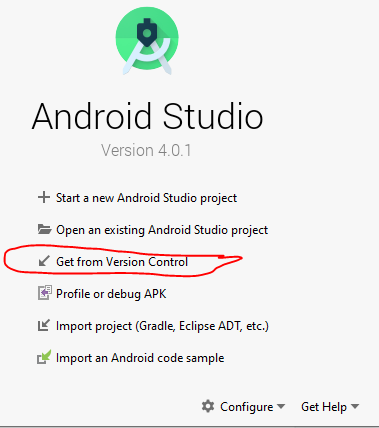 Android Studio
Version 4.0.1
Start a new Android Studio project
Open an existing Android Studio project
Get from Version Control
Profile or debug APK
Import project (Gradle, Eclipse ADT, etc.)
Import an Android code sample
Configure Get Help